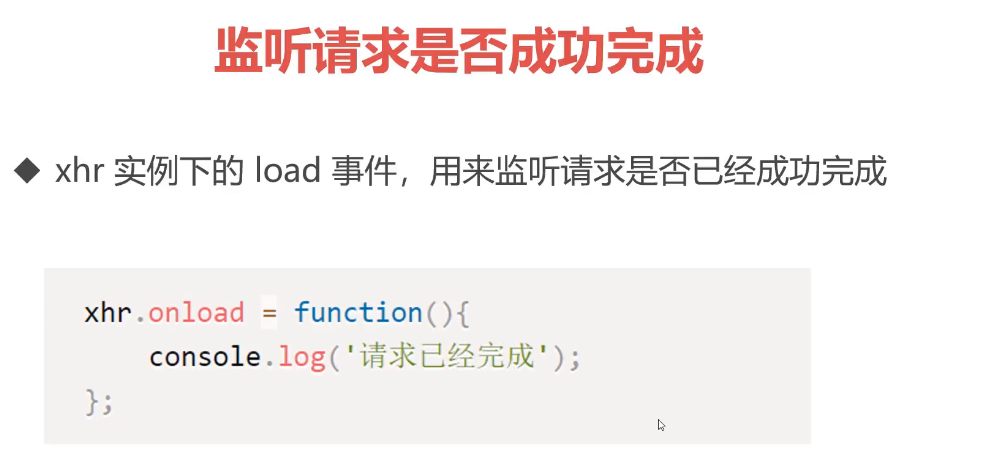 监听请求是否成功完成
◆ xhr 实例下的 load 事件，用来监听请求是否已经成功完成
xhr.onload = function(){
    console.log('请求已经完成');
};